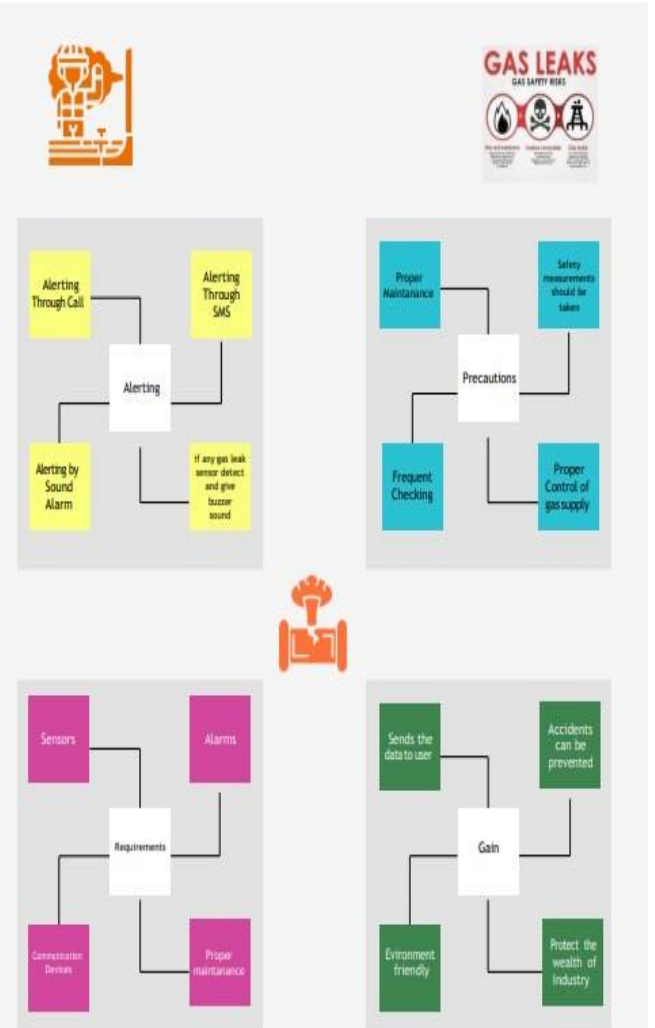 GAS LEAKS
GAS SAFETY RISKS
Alerting
Through Call
Alerting
Through
SMS
Alerting
Alerting by
Sound
Alarm
If any gas leak
sensor detect
and give
buzzer
sound
Proper
Maintanance
Safety
measurements
should be
taken
Precautions
Frequent
Checking
Proper
Control of
gas supply
Sensors
Alarms
Requirements
Communication
Devices
Proper
maintanance
Sends the
data to user
Accidents
can be
prevented
Gain
Evironment
friendly
Protect the
wealth of
Industry